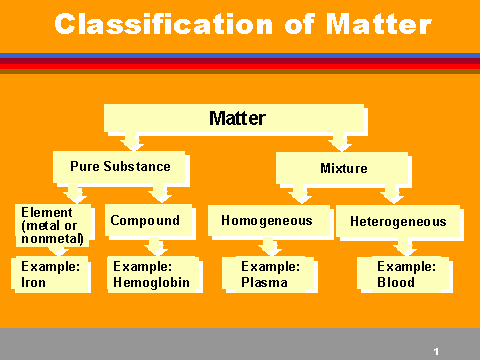 Classification of Matter
Matter
Pure Substance
Mixture
Element
(metal or
nonmetal)
Compound
Homogeneous
Heterogeneous
Example:
Iron
Example:
Hemoglobin
Example:
Plasma
Example:
Blood
1